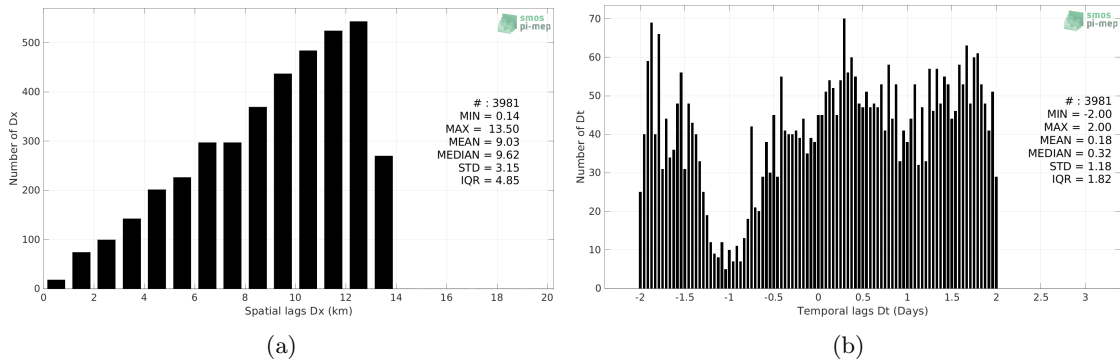 smos
pi-mep
500
400
300
200
100
0
Number of Dx
# : 3981
MIN = 0.14
MAX = 13.50
MEAN = 9.03
MEDIAN = 9.62
STD = 3.15
IQR = 4.85
0 2 4 6 8 10 12 14 16 18 20
Spatial lags Dx (km)
(a)
smos
pi-mep
70
60
50
40
30
20
10
0
Number of Dt
# : 3981
MIN = -2.00
MAX = 2.00
MEAN = 0.18
MEDIAN = 0.32
STD = 1.18
IQR = 1.82
-2 -1.5 -1 -0.5 0 0.5 1 1.5 2 2.5 3
Temporal lags Dt (Days)
(b)